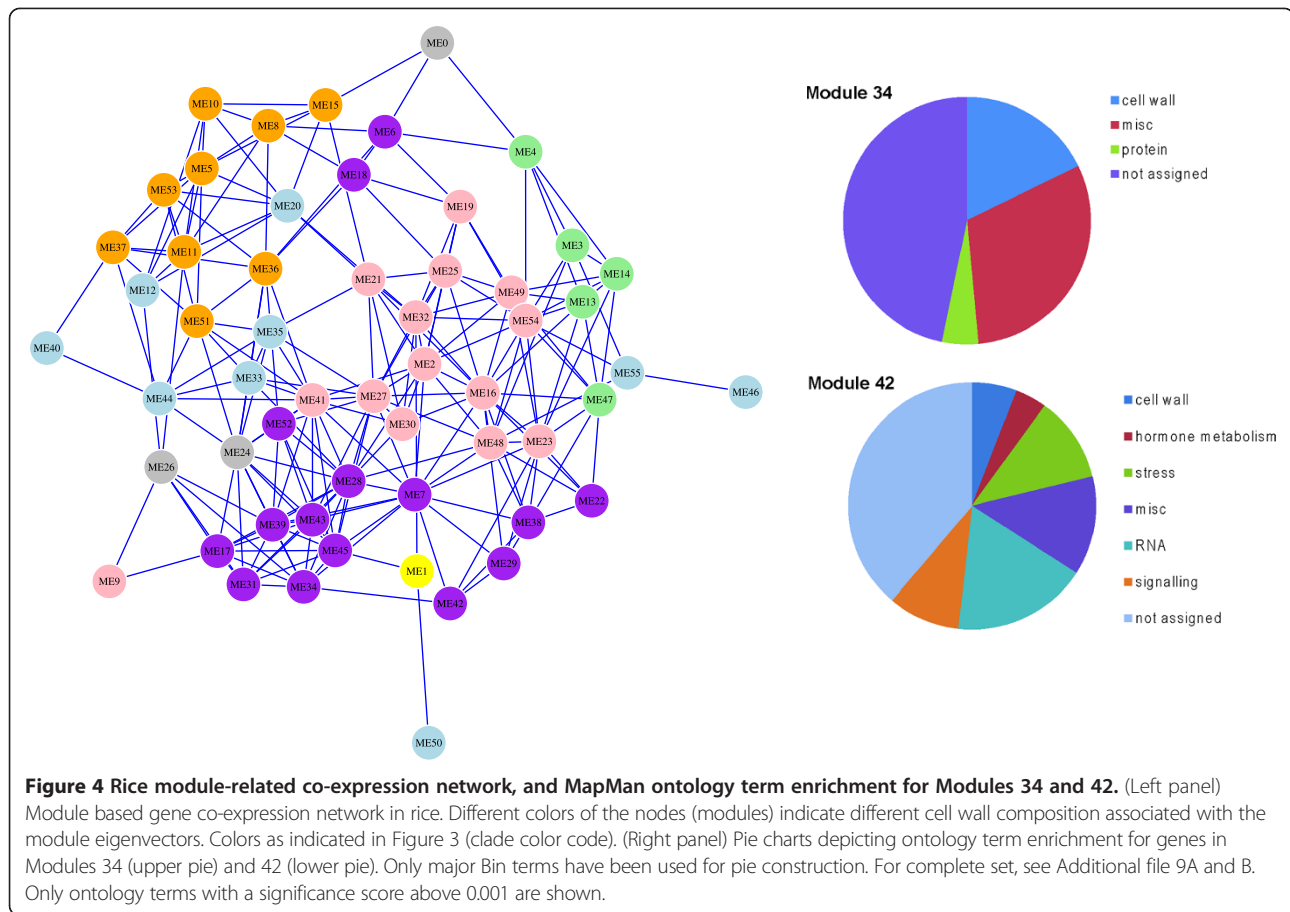 ME0
ME10
ME15
ME8
ME6
ME4
ME5
ME18
ME53
ME20
ME19
ME37
ME11
ME3
ME36
ME25
ME14
ME21
ME12
ME49
ME13
ME32
ME54
ME51
ME35
ME40
ME2
ME55
ME33
ME46
ME44
ME41
ME27
ME16
ME47
ME30
ME52
ME48
ME23
ME24
ME26
ME28
ME7
ME22
ME39
ME43
ME38
ME17
ME45
ME29
ME9
ME31
ME34
ME1
ME42
ME50
Module 34
cell wall
misc
protein
not assigned
Module 42
cell wall
hormone metabolism
stress
misc
RNA
signalling
not assigned
Figure 4 Rice module-related co-expression network, and MapMan ontology term enrichment for Modules 34 and 42. (Left panel)
Module based gene co-expression network in rice. Different colors of the nodes (modules) indicate different cell wall composition associated with the
module eigenvectors. Colors as indicated in Figure 3 (clade color code). (Right panel) Pie charts depicting ontology term enrichment for genes in
Modules 34 (upper pie) and 42 (lower pie). Only major Bin terms have been used for pie construction. For complete set, see Additional file 9A and B.
Only ontology terms with a significance score above 0.001 are shown.